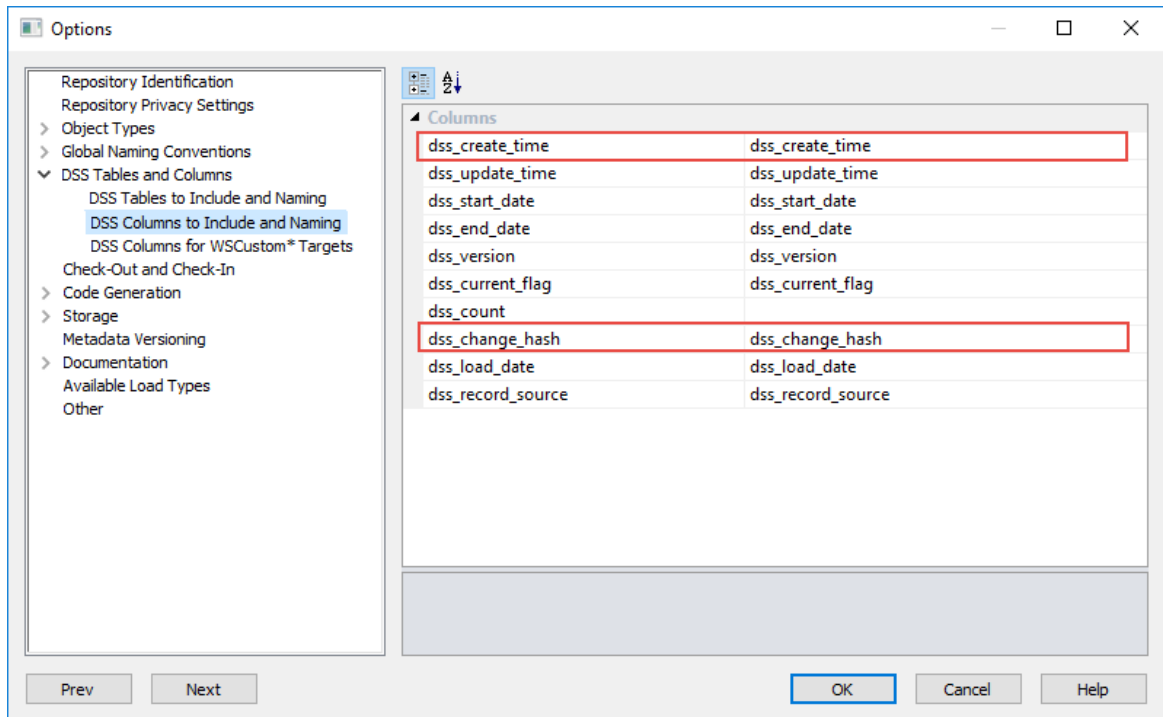 Options
Repository Identification
Repository Privacy Settings
Object Types
Global Naming Conventions
DSS Tables and Columns
DSS Tables to Include and Naming
DSS Columns to Include and Naming
DSS Columns for WSCustom* Targets
Check-Out and Check-In
Code Generation
Storage
Metadata Versioning
Documentation
Available Load Types
Other
A
Z
Columns
dss_create_time dss_create_time
dss_update_time dss_update_time
dss_start_date dss_start_date
dss_end_date dss_end_date
dss_version dss_version
dss_current_flag dss_current_flag
dss_count
dss_change_hash dss_change_hash
dss_load_date dss_load_date
dss_record_source dss_record_source
Prev Next OK Cancel Help